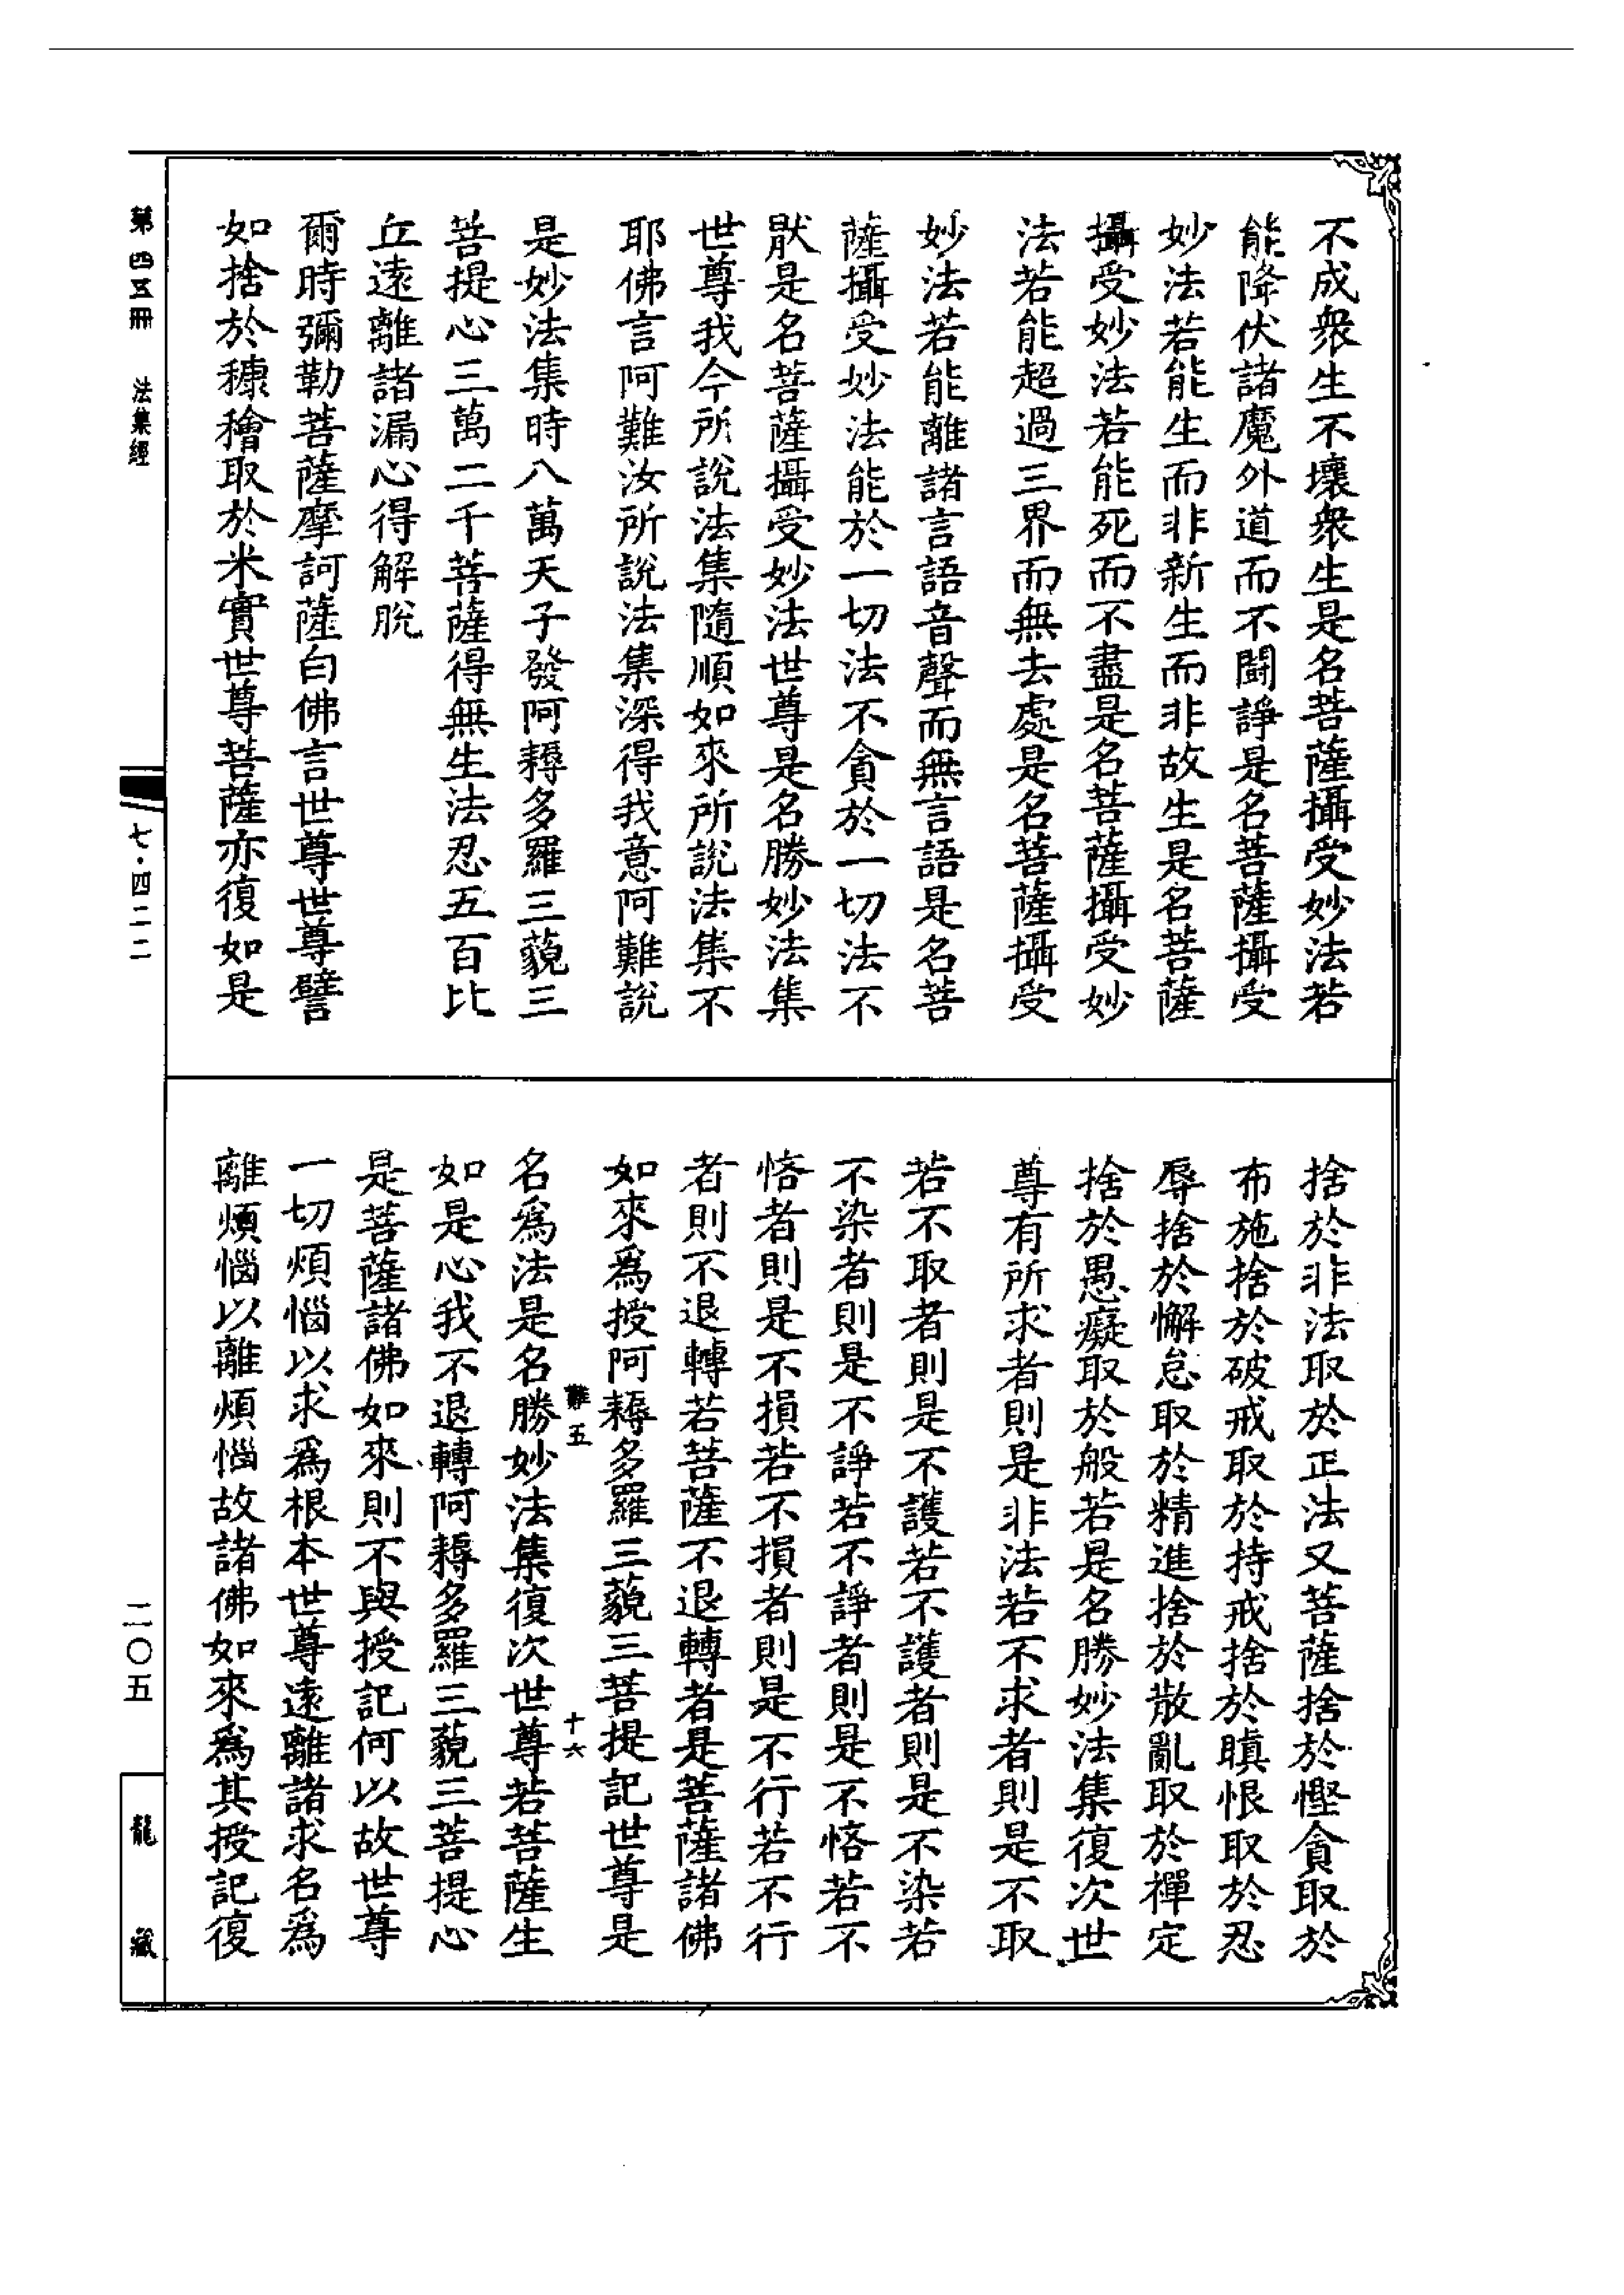 不成衆生不壞衆生是名菩薩攝受妙法若
能降伏諸魔外道而不鬪諍是名菩薩攝受
妙法若能生而非新生而非故生是名菩薩
攝受妙法若能死而不盡是名菩薩攝受妙
法若能超過三界而無去處是名菩薩攝受
妙法若能離諸言語音聲而無言語是名菩
薩攝受妙法能於一切法不貪於一切法不
猒是名菩薩攝受妙法世尊是名勝妙法集
世尊我今所說法集隨順如來所說法集不
耶佛言阿難汝所說法集深得我意阿難說
是妙法集時八萬天子發阿耨多羅三藐三
菩提心三萬二千菩薩得無生法忍五百比
丘遠離諸漏心得解脫
爾時彌勒菩薩摩訶薩白佛言世尊世尊譬
如捨於穅穭取於米實世尊菩薩亦復如是
捨於非法取於正法又菩薩捨於慳貪取於
布施捨於破戒取於持戒捨於瞋恨取於忍
辱捨於懈怠取於精進捨於散亂取於禪定
捨於愚癡取於般若是名勝妙法集復次世
尊有所求者則是非法若不求者則是不取
若不取者則是不護若不護者則是不染若
不染者則是不諍若不諍者則是不悋若不
悋者則是不損若不損者則是不行若不行
者則不退轉若菩薩不退轉者是菩薩諸佛
如來爲授阿耨多羅三藐三菩提記世尊是
難五 十六
名爲法是名勝妙法集復次世尊若菩薩生
如是心我不退轉阿耨多羅三藐三菩提心
是菩薩諸佛如來則不與授記何以故世尊
一切煩惱以求爲根本世尊遠離諸求名爲
離煩惱以離煩惱故諸佛如來爲其授記復
第四五冊 法集經
七·四二二
二〇五
龍藏